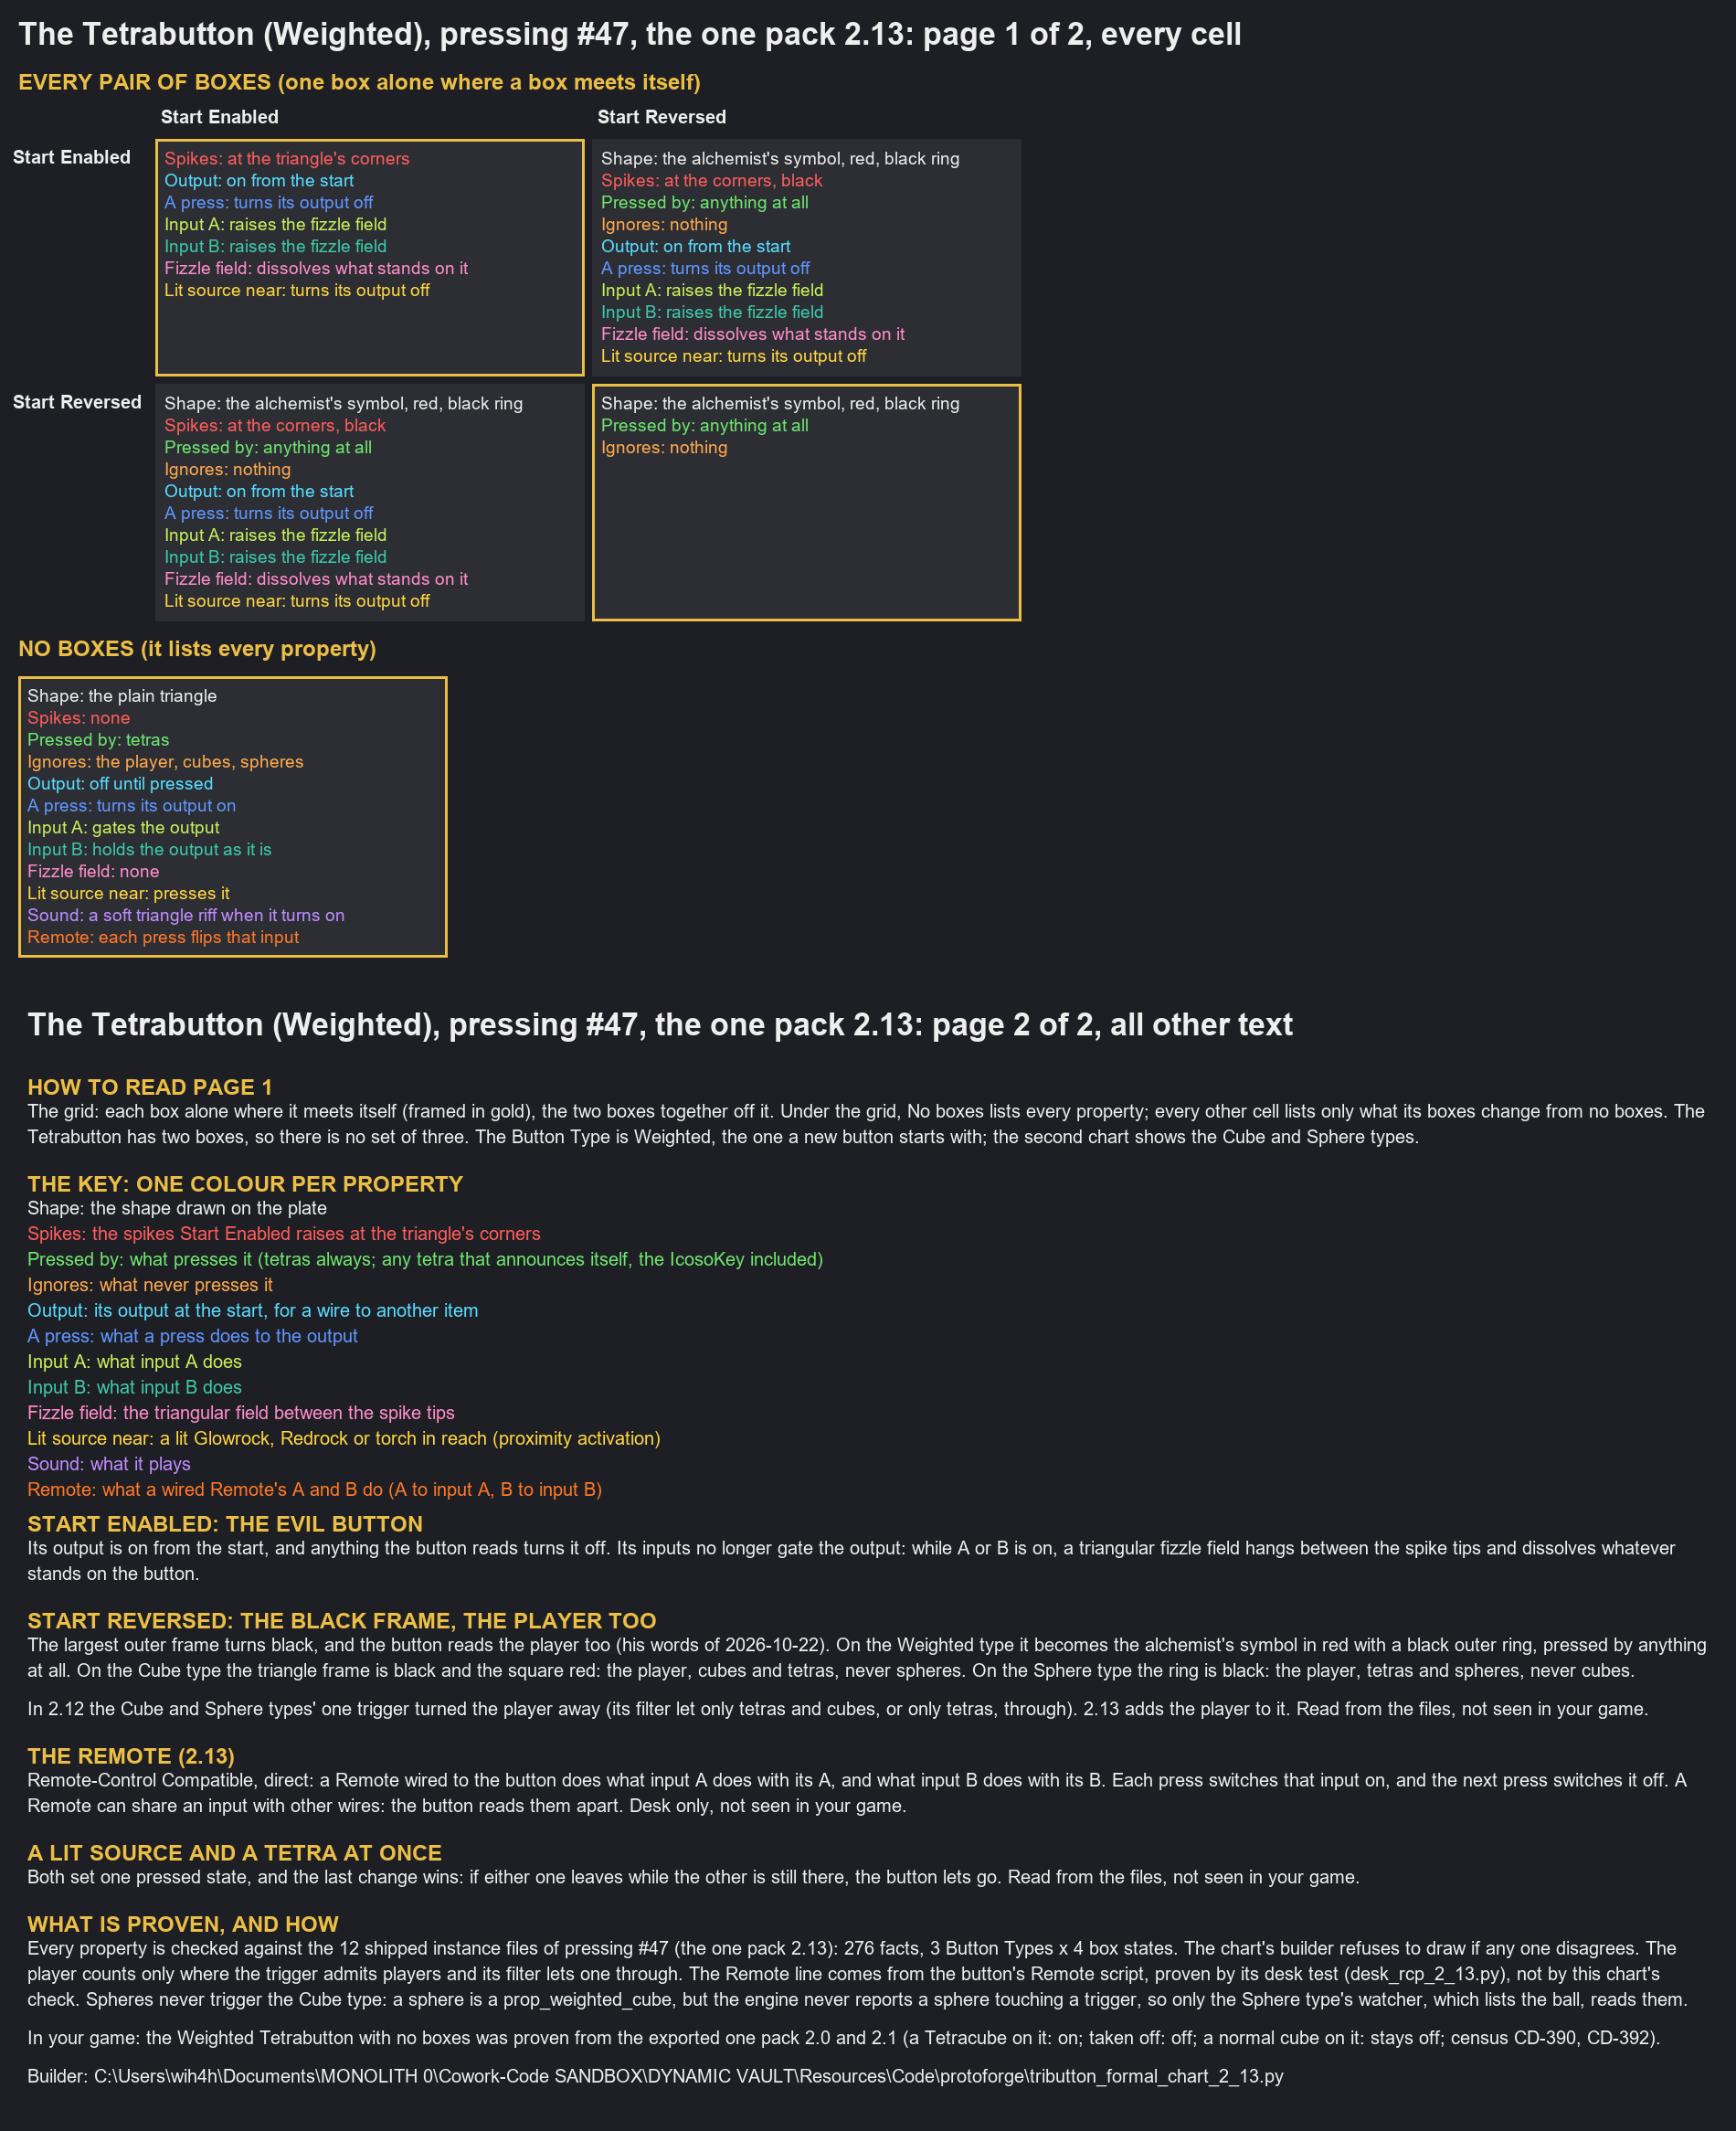 The Tetrabutton (Weighted), pressing #47, the one pack 2.13: page 1 of 2, every cell
EVERY PAIR OF BOXES (one box alone where a box meets itself)
Start Enabled
Start Reversed
Start Enabled
Spikes: at the triangle's corners
Output: on from the start
A press: turns its output off
Input A: raises the fizzle field
Input B: raises the fizzle field
Fizzle field: dissolves what stands on it
Lit source near: turns its output off
Shape: the alchemist's symbol, red, black ring
Spikes: at the corners, black
Pressed by: anything at all
Ignores: nothing
Output: on from the start
A press: turns its output off
Input A: raises the fizzle field
Input B: raises the fizzle field
Fizzle field: dissolves what stands on it
Lit source near: turns its output off
Start Reversed
Shape: the alchemist's symbol, red, black ring
Spikes: at the corners, black
Pressed by: anything at all
Ignores: nothing
Output: on from the start
A press: turns its output off
Input A: raises the fizzle field
Input B: raises the fizzle field
Fizzle field: dissolves what stands on it
Lit source near: turns its output off
Shape: the alchemist's symbol, red, black ring
Pressed by: anything at all
Ignores: nothing
NO BOXES (it lists every property)
Shape: the plain triangle
Spikes: none
Pressed by: tetras
Ignores: the player, cubes, spheres
Output: off until pressed
A press: turns its output on
Input A: gates the output
Input B: holds the output as it is
Fizzle field: none
Lit source near: presses it
Sound: a soft triangle riff when it turns on
Remote: each press flips that input
The Tetrabutton (Weighted), pressing #47, the one pack 2.13: page 2 of 2, all other text
HOW TO READ PAGE 1
The grid: each box alone where it meets itself (framed in gold), the two boxes together off it. Under the grid, No boxes lists every property; every other cell lists only what its boxes change from no boxes. The
Tetrabutton has two boxes, so there is no set of three. The Button Type is Weighted, the one a new button starts with; the second chart shows the Cube and Sphere types.
THE KEY: ONE COLOUR PER PROPERTY
Shape: the shape drawn on the plate
Spikes: the spikes Start Enabled raises at the triangle's corners
Pressed by: what presses it (tetras always; any tetra that announces itself, the IcosoKey included)
Ignores: what never presses it
Output: its output at the start, for a wire to another item
A press: what a press does to the output
Input A: what input A does
Input B: what input B does
Fizzle field: the triangular field between the spike tips
Lit source near: a lit Glowrock, Redrock or torch in reach (proximity activation)
Sound: what it plays
Remote: what a wired Remote's A and B do (A to input A, B to input B)
START ENABLED: THE EVIL BUTTON
Its output is on from the start, and anything the button reads turns it off. Its inputs no longer gate the output: while A or B is on, a triangular fizzle field hangs between the spike tips and dissolves whatever
stands on the button.
START REVERSED: THE BLACK FRAME, THE PLAYER TOO
The largest outer frame turns black, and the button reads the player too (his words of 2026-10-22). On the Weighted type it becomes the alchemist's symbol in red with a black outer ring, pressed by anything
at all. On the Cube type the triangle frame is black and the square red: the player, cubes and tetras, never spheres. On the Sphere type the ring is black: the player, tetras and spheres, never cubes.
In 2.12 the Cube and Sphere types' one trigger turned the player away (its filter let only tetras and cubes, or only tetras, through). 2.13 adds the player to it. Read from the files, not seen in your game.
THE REMOTE (2.13)
Remote-Control Compatible, direct: a Remote wired to the button does what input A does with its A, and what input B does with its B. Each press switches that input on, and the next press switches it off. A
Remote can share an input with other wires: the button reads them apart. Desk only, not seen in your game.
A LIT SOURCE AND A TETRA AT ONCE
Both set one pressed state, and the last change wins: if either one leaves while the other is still there, the button lets go. Read from the files, not seen in your game.
WHAT IS PROVEN, AND HOW
Every property is checked against the 12 shipped instance files of pressing #47 (the one pack 2.13): 276 facts, 3 Button Types x 4 box states. The chart's builder refuses to draw if any one disagrees. The
player counts only where the trigger admits players and its filter lets one through. The Remote line comes from the button's Remote script, proven by its desk test (desk_rcp_2_13.py), not by this chart's
check. Spheres never trigger the Cube type: a sphere is a prop_weighted_cube, but the engine never reports a sphere touching a trigger, so only the Sphere type's watcher, which lists the ball, reads them.
In your game: the Weighted Tetrabutton with no boxes was proven from the exported one pack 2.0 and 2.1 (a Tetracube on it: on; taken off: off; a normal cube on it: stays off; census CD-390, CD-392).
Builder: C:\Users\wih4h\Documents\MONOLITH 0\Cowork-Code SANDBOX\DYNAMIC VAULT\Resources\Code\protoforge\tributton_formal_chart_2_13.py